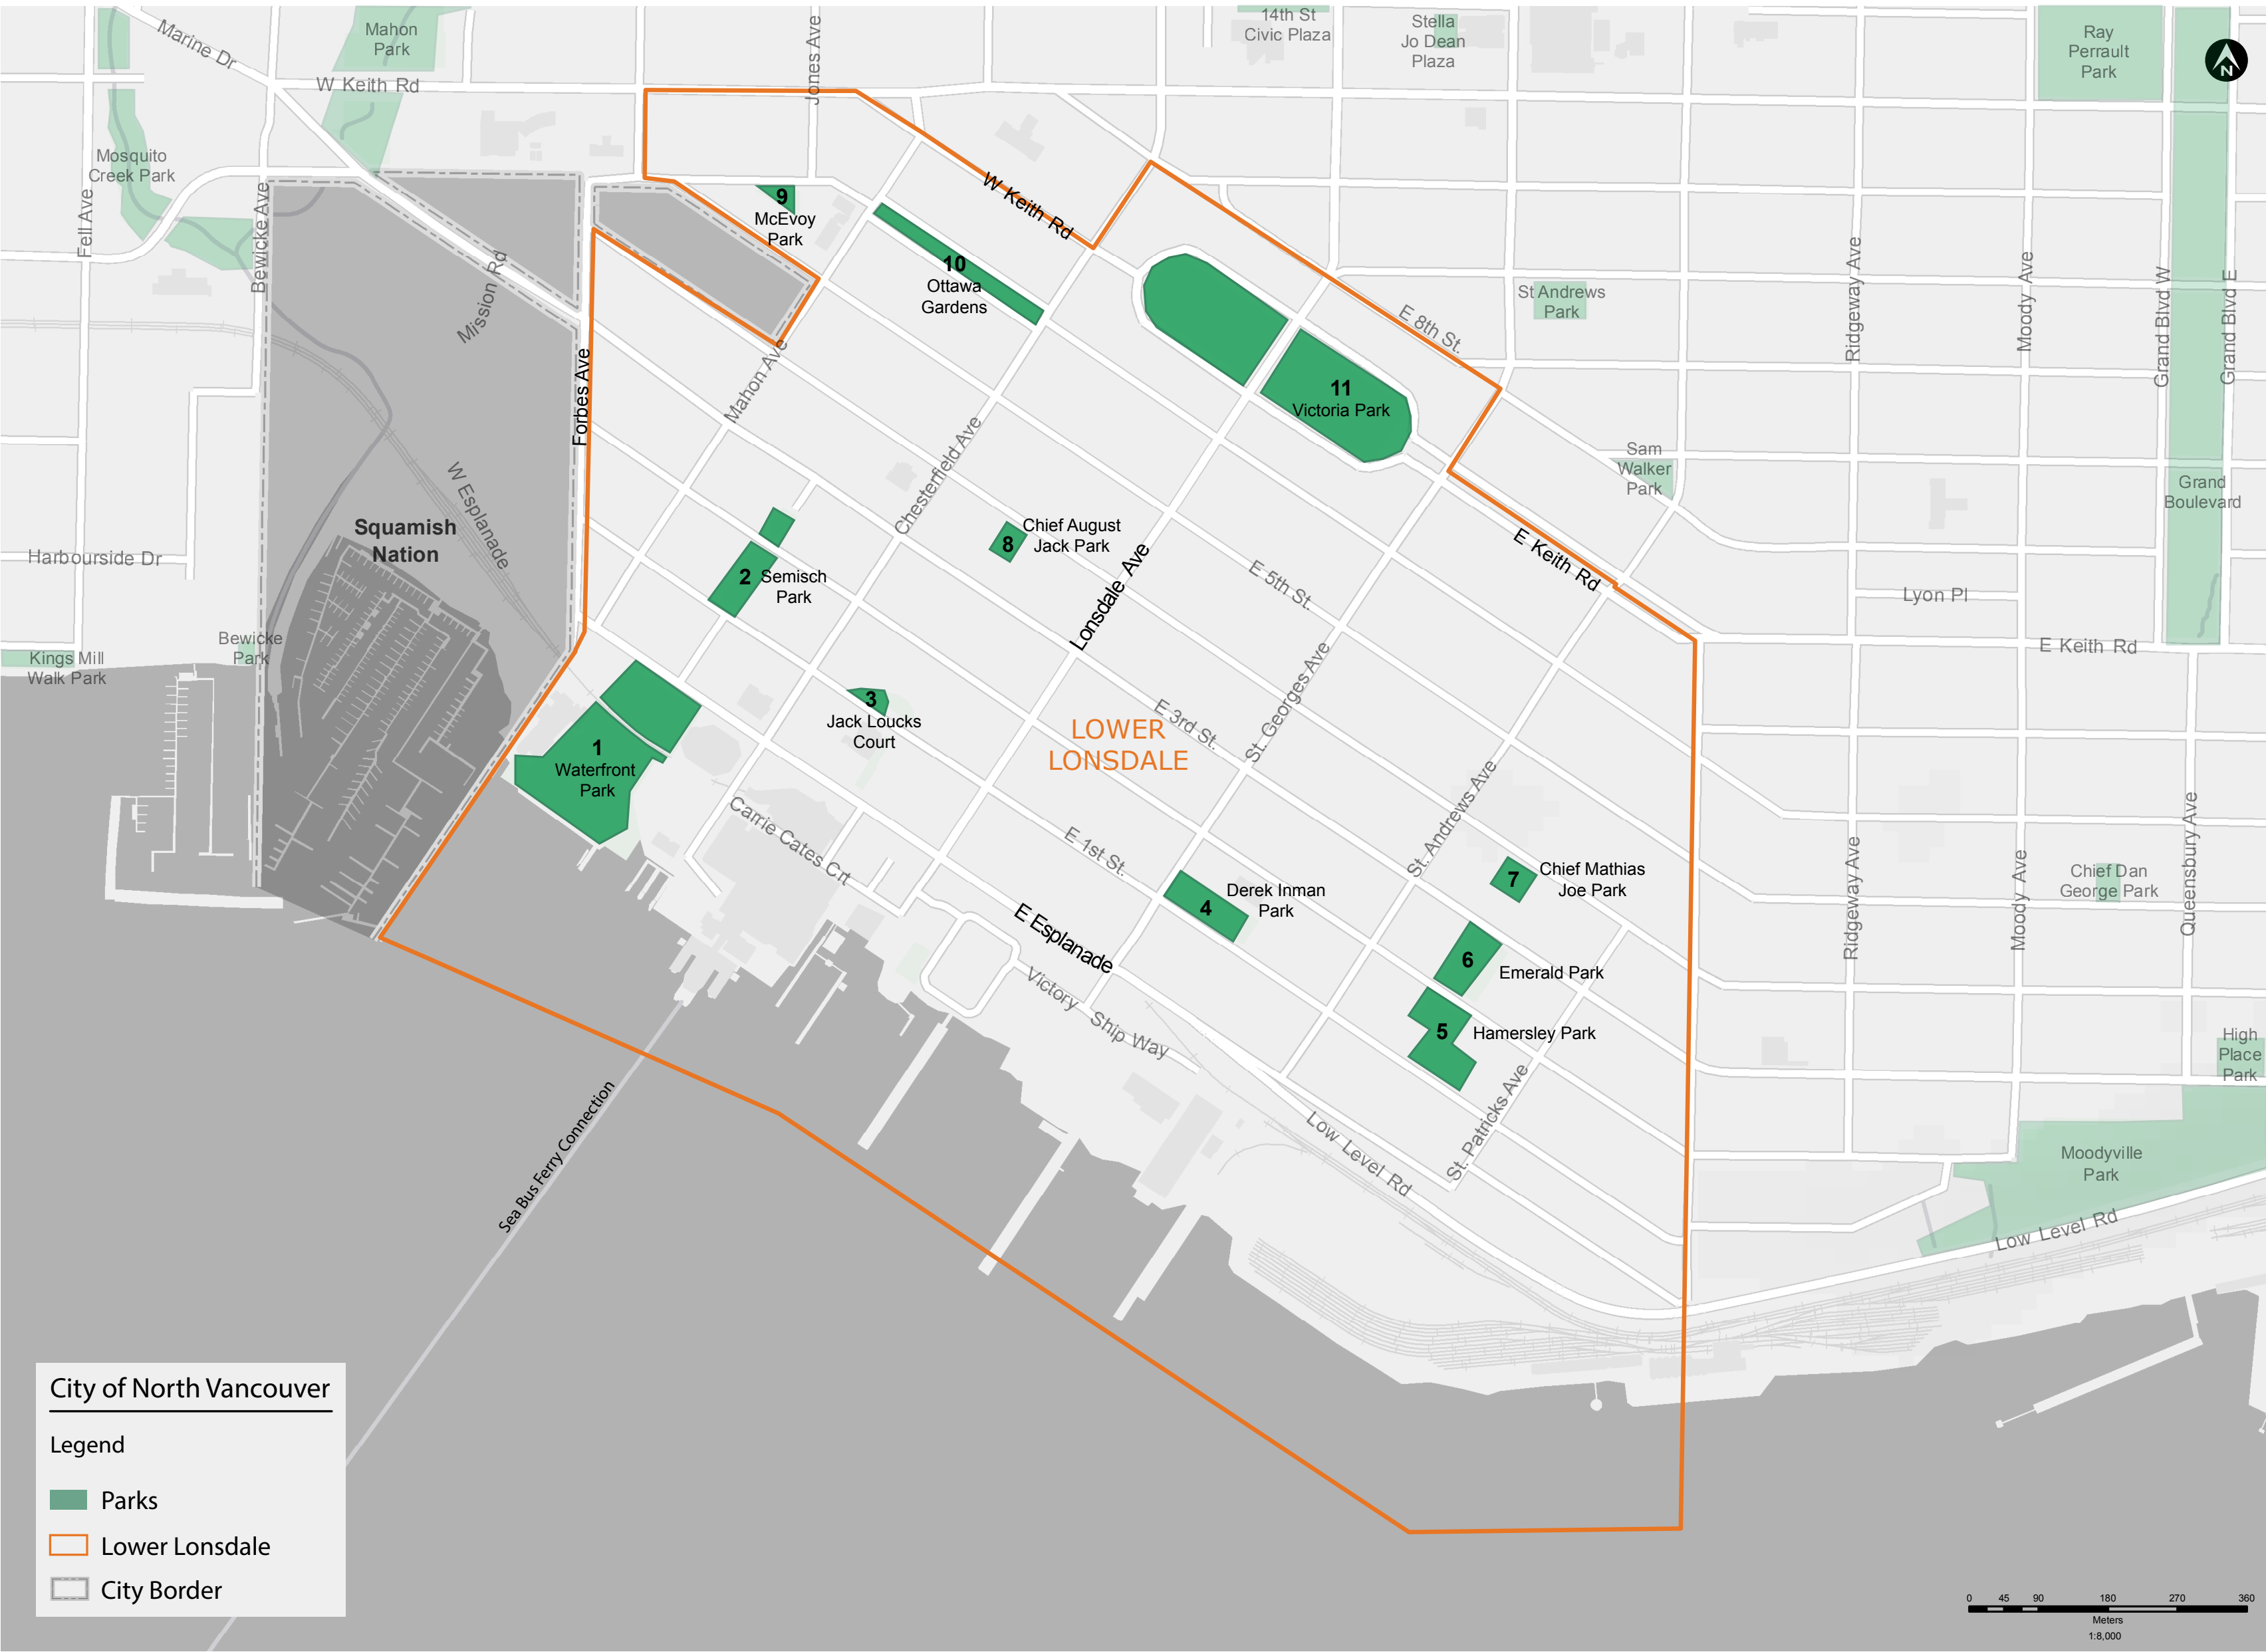 Marine Dr
Mahon
Park
Jones Ave
14th St
Civic Plaza
Stella
Jo Dean
Plaza
Ray
Perrault
Park
N
W Keith Rd
Mosquito
Creek Park
Fell Ave
Bewicke Ave
Mission Rd
9
McEvoy
Park
W Keith Rd
10
Ottawa
Gardens
St Andrews
Park
E 8th St.
Ridgeway Ave
Moody Ave
Grand Blvd W
Grand Blvd E
Forbes Ave
Mahon Ave
Chesterfield Ave
11
Victoria Park
Sam
Walker
Park
Grand
Boulevard
W Esplanade
Squamish
Nation
Harbourside Dr
2
Semisch
Park
8
Chief August
Jack Park
Lonsdale Ave
E 5th St.
E Keith Rd
Lyon Pl
E Keith Rd
Bewicke
Park
Kings Mill
Walk Park
1
Waterfront
Park
3
Jack Loucks
Court
LOWER
LONSDALE
E 3rd St.
St. Georges Ave
St. Andrews Ave
Carrie Cates Crt
E 1st St.
4
Derek Inman
Park
7
Chief Mathias
Joe Park
Ridgeway Ave
Moody Ave
Queensbury Ave
Chief Dan
George Park
E Esplanade
Victory Ship Way
6
Emerald Park
5
Hamersley Park
St. Patricks Ave
High
Place
Park
Sea Bus Ferry Connection
Low Level Rd
Moodyville
Park
Low Level Rd
City of North Vancouver
Legend
Parks
Lower Lonsdale
City Border
0 45 90 180 270 360
Meters
1:8,000